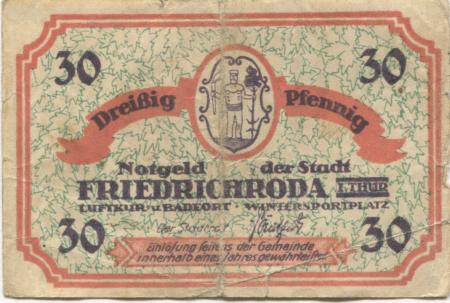 30 30
Dreißig Pfennig
Notgeld der Stadt
FRIEDRICHRODA I. THÜR
LUFTKUR-U. BADEORT · WINTERSPORTPLATZ
Der Stadtrat
30 30
Einlösung seitens der Gemeinde
innerhalb eines Jahres gewährleistet